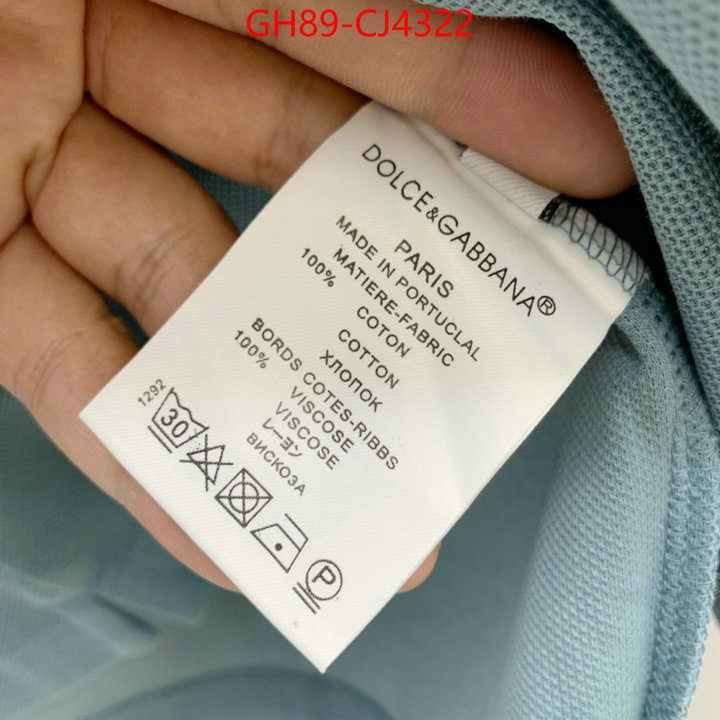 GH89-CJ4322
DOLCE&GABBANA®
PARIS
MADE IN PORTUCLAL
MATIERE-FABRIC
100% COTON
COTTON
ХЛОПОК
BORDS COTES-RIBBS
100% VISCOSE
VISCOSE
レーヨン
ВИСКОЗА
1292
30
P